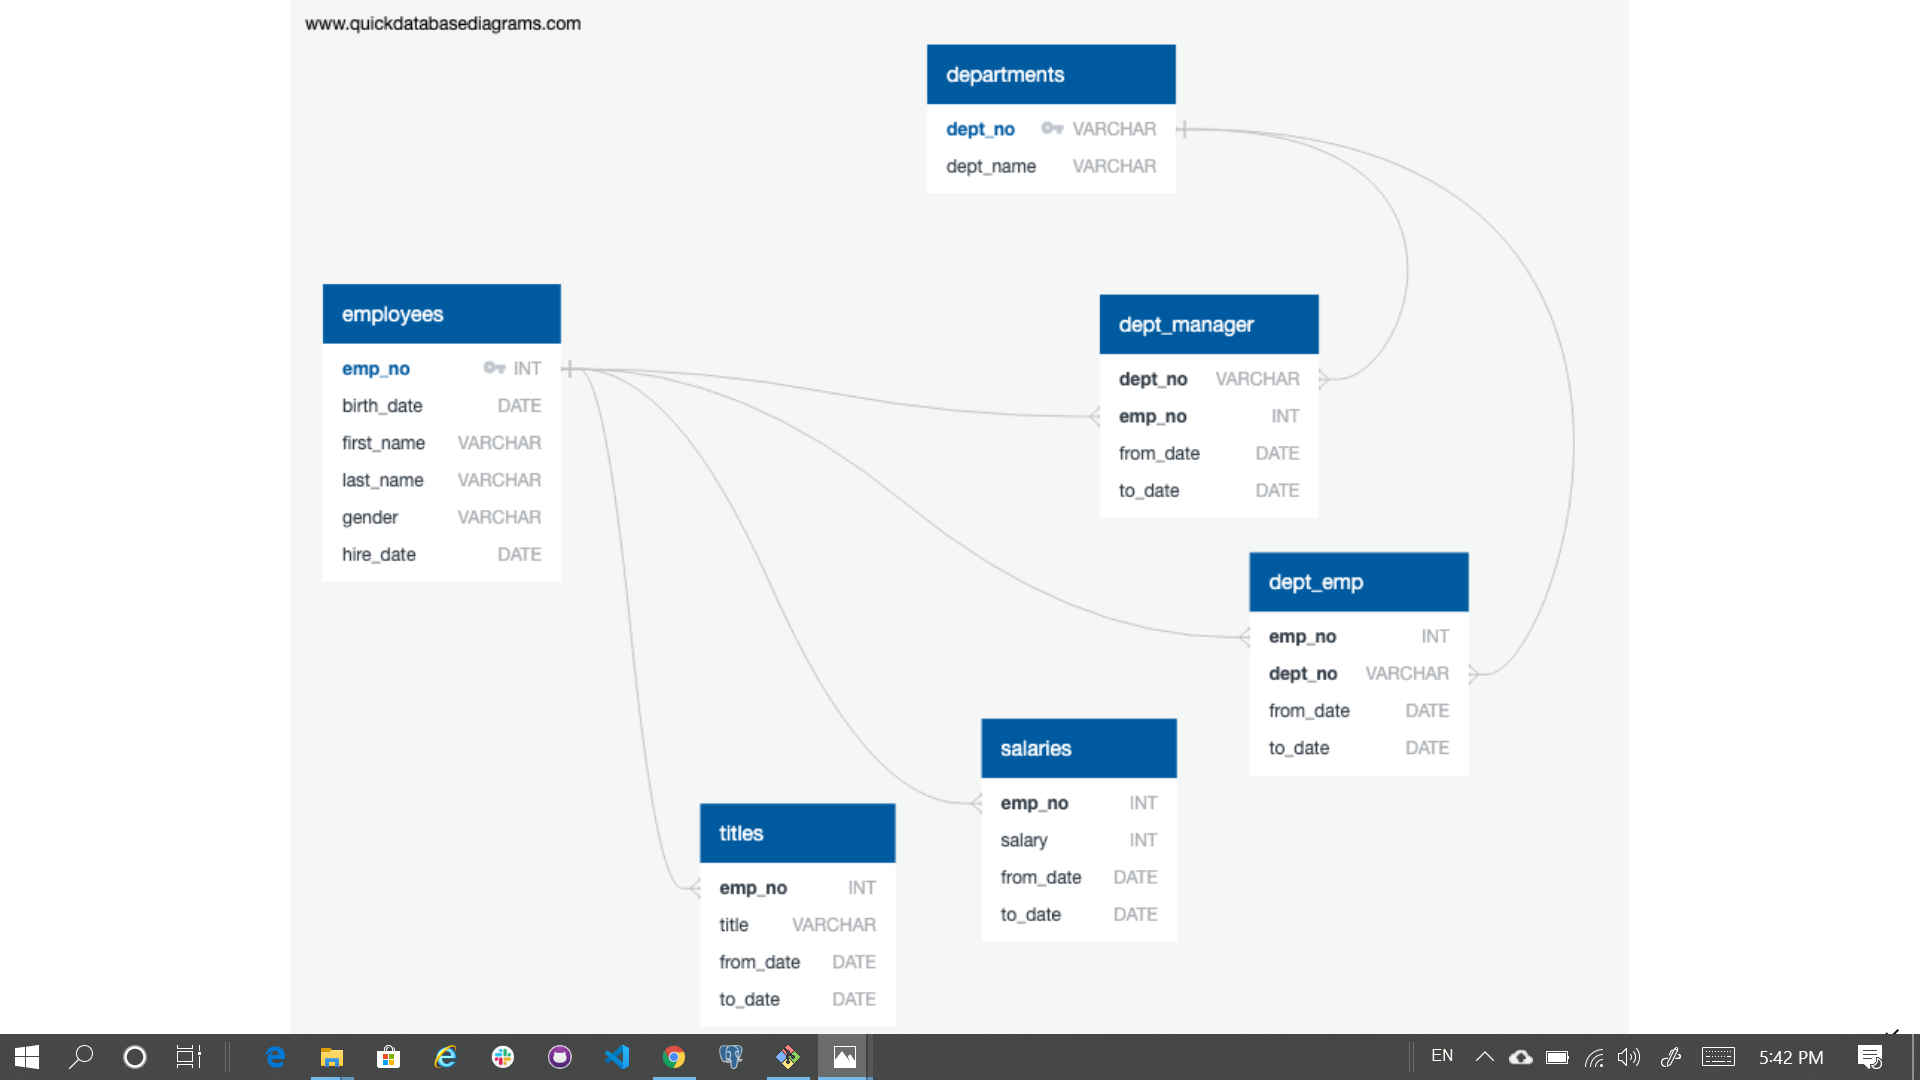 www.quickdatabasediagrams.com
departments
dept_no VARCHAR
dept_name VARCHAR
employees
emp_no INT
birth_date DATE
first_name VARCHAR
last_name VARCHAR
gender VARCHAR
hire_date DATE
dept_manager
dept_no VARCHAR
emp_no INT
from_date DATE
to_date DATE
dept_emp
emp_no INT
dept_no VARCHAR
from_date DATE
to_date DATE
salaries
emp_no INT
salary INT
from_date DATE
to_date DATE
titles
emp_no INT
title VARCHAR
from_date DATE
to_date DATE
EN 5:42 PM